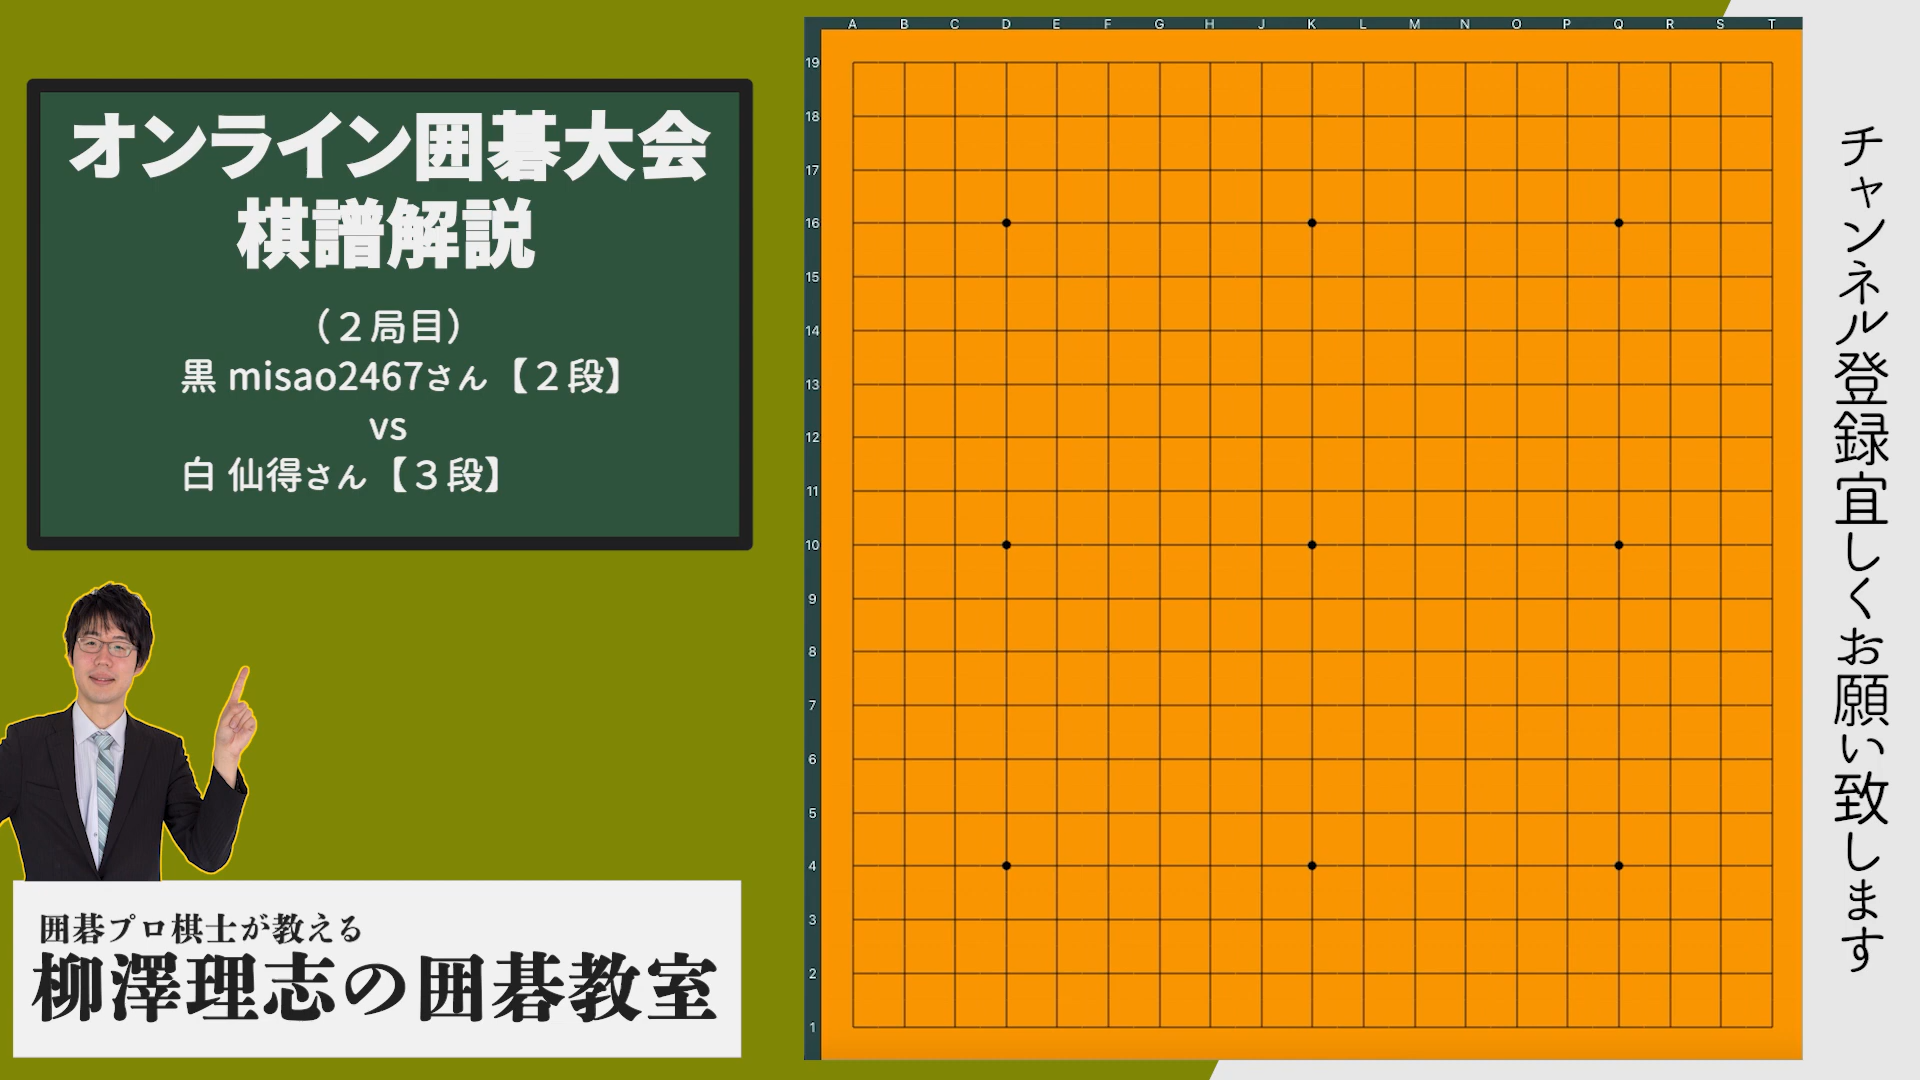 オンライン囲碁大会
棋譜解説
（２局目）
黒 misao2467さん【２段】
vs
白 仙得さん【３段】
囲碁プロ棋士が教える
柳澤理志の囲碁教室
A B C D E F G H J K L M N O P Q R S T
19
18
17
16
15
14
13
12
11
10
9
8
7
6
5
4
3
2
1
チャンネル登録宜しくお願い致します